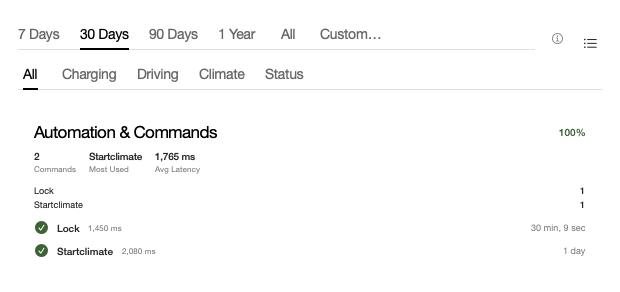 7 Days 30 Days 90 Days 1 Year All Custom...
All Charging Driving Climate Status
Automation & Commands 100%
2 Startclimate 1,765 ms
Commands Most Used Avg Latency
Lock 1
Startclimate 1
Lock 1,450 ms 30 min, 9 sec
Startclimate 2,080 ms 1 day